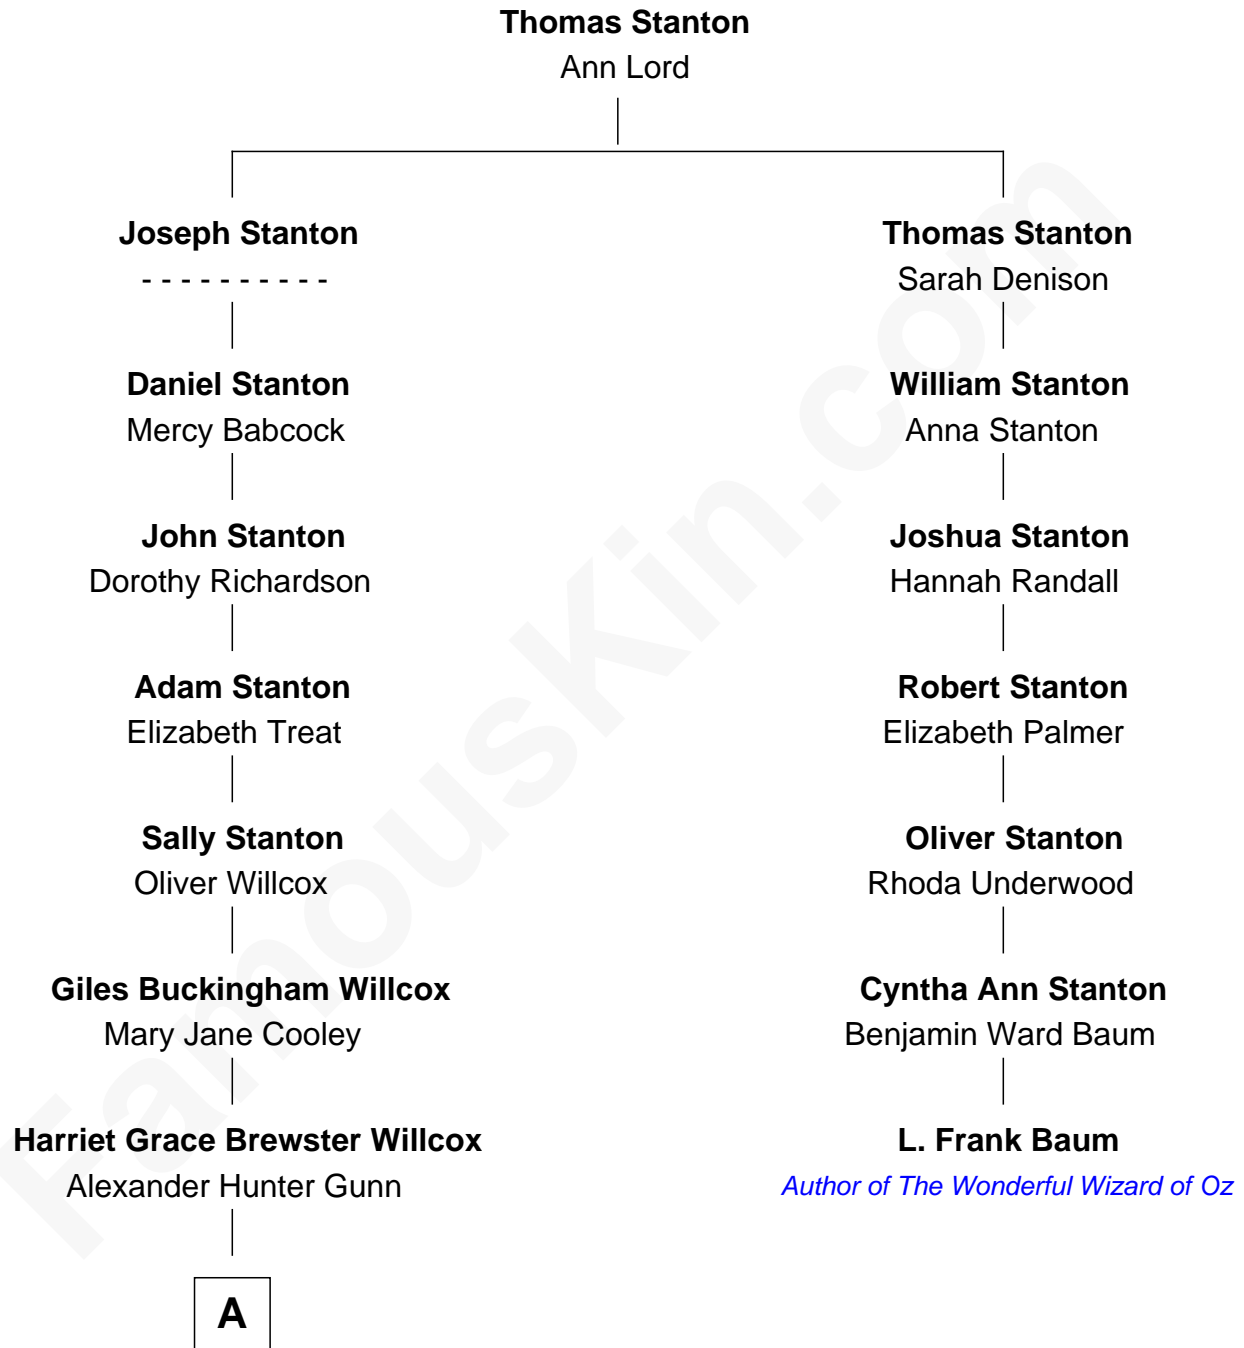 Thomas Stanton
Ann Lord
Joseph Stanton
- - - - - - - - - -
Daniel Stanton
Mercy Babcock
John Stanton
Dorothy Richardson
Adam Stanton
Elizabeth Treat
Sally Stanton
Oliver Willcox
Giles Buckingham Willcox
Mary Jane Cooley
Harriet Grace Brewster Willcox
Alexander Hunter Gunn
A
Thomas Stanton
Sarah Denison
William Stanton
Anna Stanton
Joshua Stanton
Hannah Randall
Robert Stanton
Elizabeth Palmer
Oliver Stanton
Rhoda Underwood
Cyntha Ann Stanton
Benjamin Ward Baum
L. Frank Baum
Author of The Wonderful Wizard of Oz
FamousKin.com